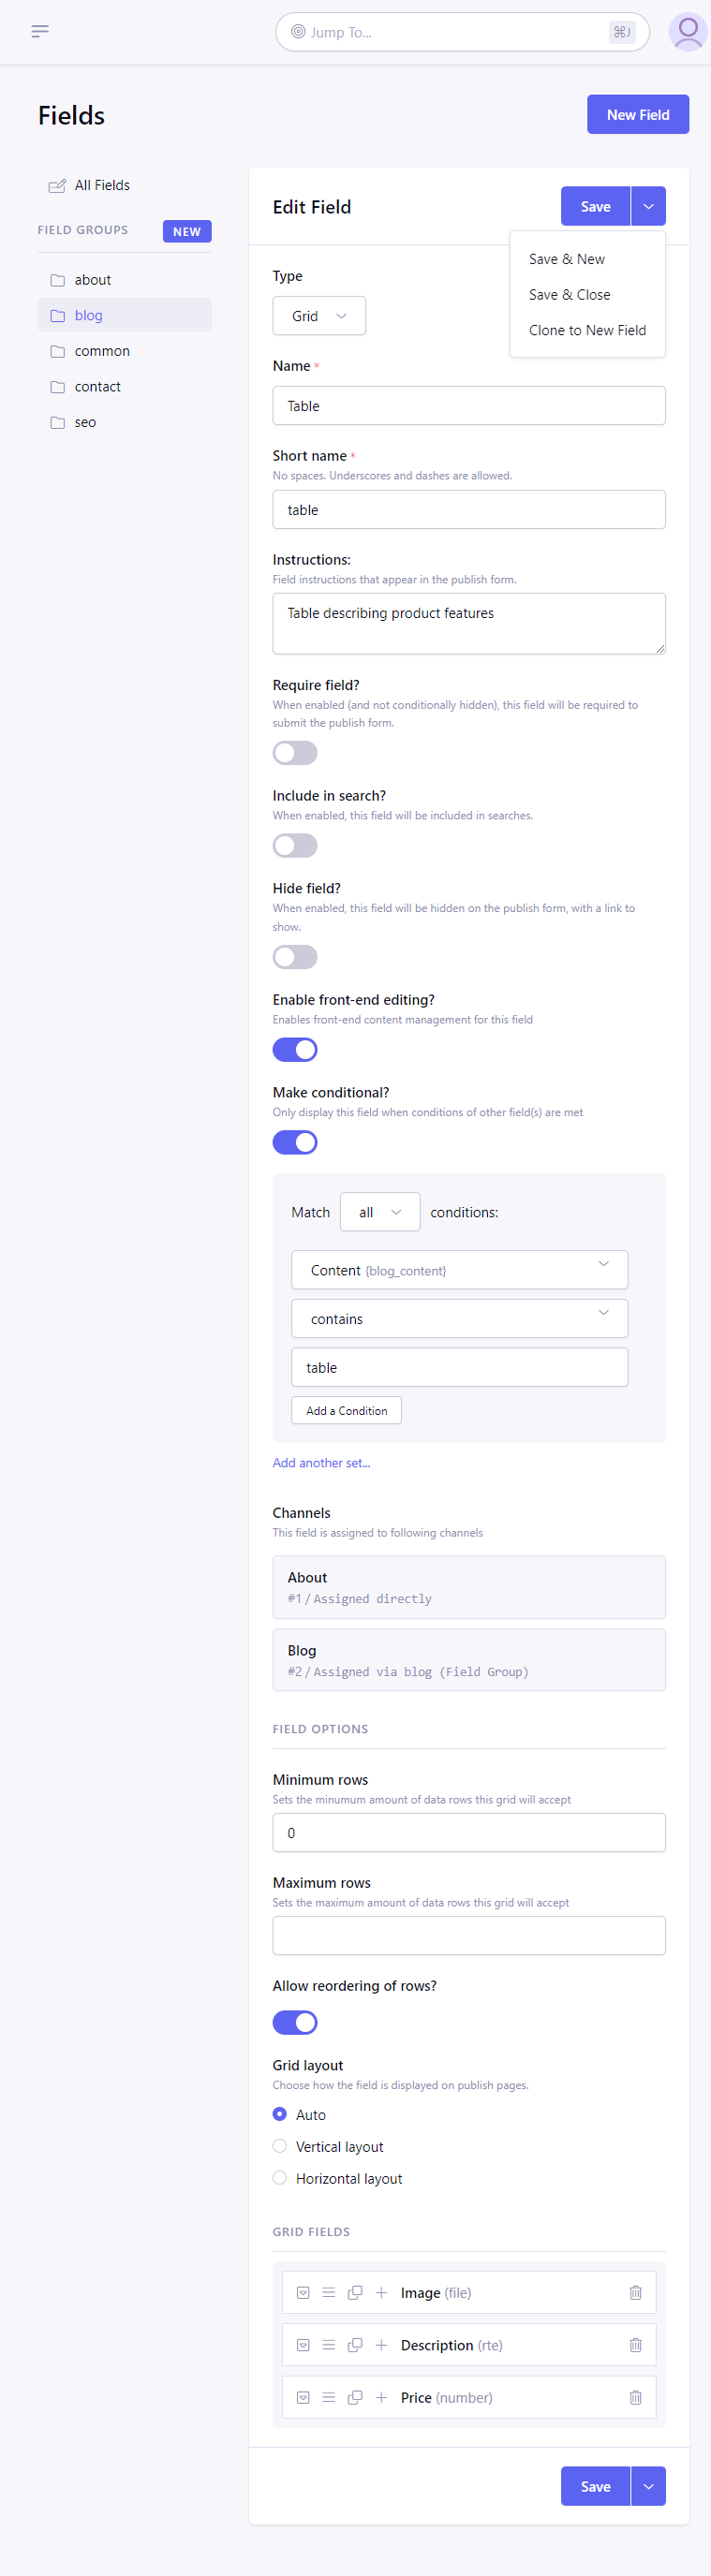 Jump To...
⌘J
Fields
New Field
All Fields
FIELD GROUPS
NEW
about
blog
common
contact
seo
Edit Field
Save
Save & New
Save & Close
Clone to New Field
Type
Grid
Name *
Table
Short name *
No spaces. Underscores and dashes are allowed.
table
Instructions:
Field instructions that appear in the publish form.
Table describing product features
Require field?
When enabled (and not conditionally hidden), this field will be required to
submit the publish form.
Include in search?
When enabled, this field will be included in searches.
Hide field?
When enabled, this field will be hidden on the publish form, with a link to
show.
Enable front-end editing?
Enables front-end content management for this field
Make conditional?
Only display this field when conditions of other field(s) are met
Match all conditions:
Content {blog_content}
contains
table
Add a Condition
Add another set...
Channels
This field is assigned to following channels
About
#1 / Assigned directly
Blog
#2 / Assigned via blog (Field Group)
FIELD OPTIONS
Minimum rows
Sets the minumum amount of data rows this grid will accept
0
Maximum rows
Sets the maximum amount of data rows this grid will accept
Allow reordering of rows?
Grid layout
Choose how the field is displayed on publish pages.
Auto
Vertical layout
Horizontal layout
GRID FIELDS
Image (file)
Description (rte)
Price (number)
Save